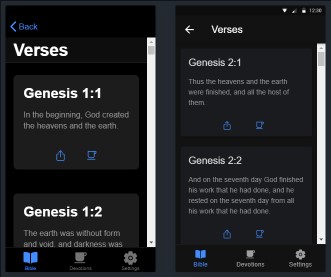 Back
Verses
Genesis 1:1
In the beginning, God created
the heavens and the earth.
Genesis 1:2
The earth was without form
and void, and darkness was
Bible
Devotions
Settings
12:30
Verses
Genesis 2:1
Thus the heavens and the earth
were finished, and all the host of
them.
Genesis 2:2
And on the seventh day God finished
his work that he had done, and he
rested on the seventh day from all
his work that he had done.
Bible
Devotions
Settings